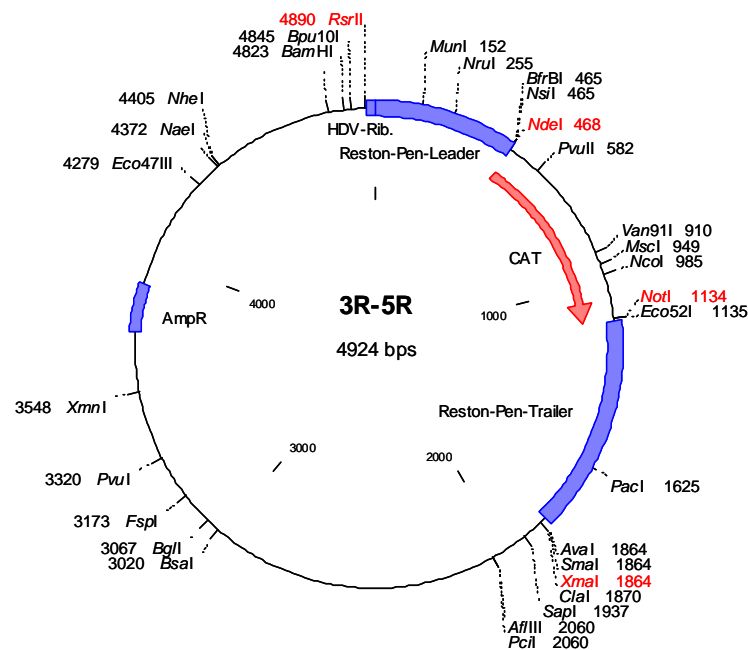 4890 RsrII
4845 Bpu10I
4823 BamHI
MunI 152
NruI 255
BfrBI 465
NsiI 465
NdeI 468
PvuII 582
4405 NheI
4372 NaeI
4279 Eco47III
HDV-Rib.
Reston-Pen-Leader
Van91I 910
MscI 949
NcoI 985
CAT
NotI 1134
Eco52I 1135
4000
1000
3R-5R
4924 bps
AmpR
3548 XmnI
Reston-Pen-Trailer
3000
2000
3320 PvuI
3173 FspI
3067 BglI
3020 BsaI
PacI 1625
AvaI 1864
SmaI 1864
XmaI 1864
ClaI 1870
SapI 1937
AflIII 2060
PciI 2060